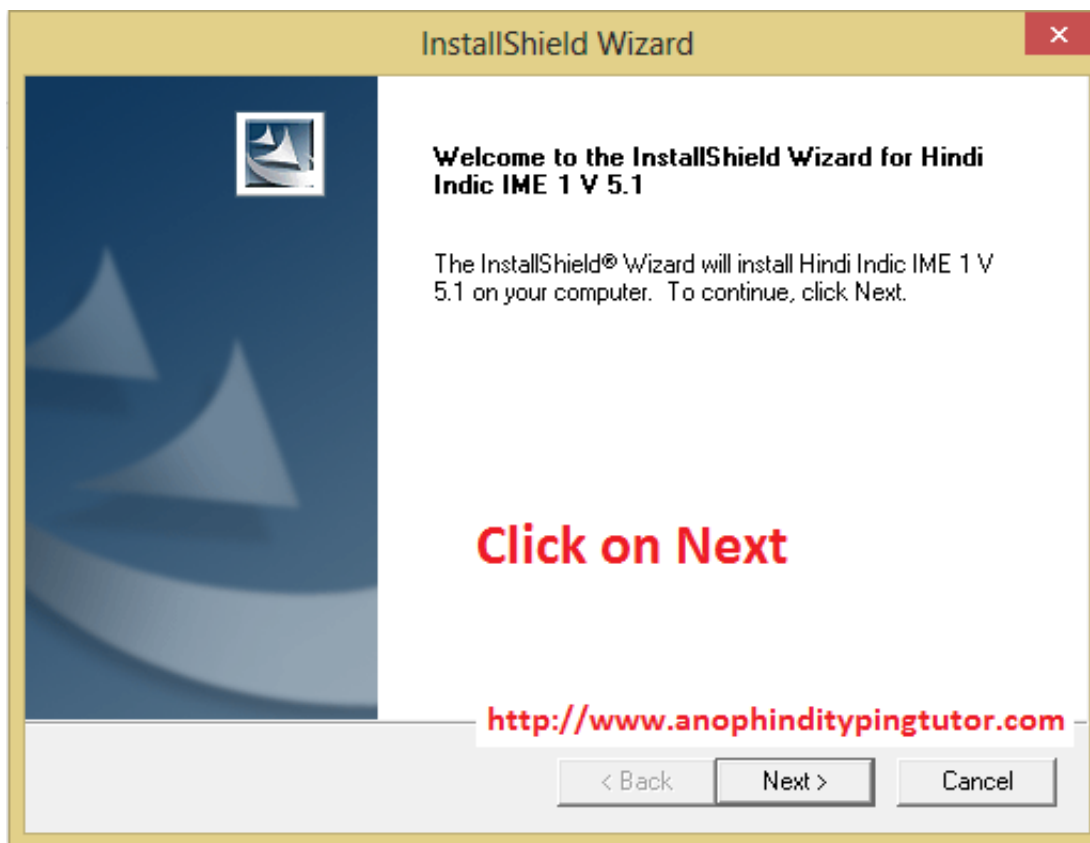 InstallShield Wizard
Welcome to the InstallShield Wizard for Hindi
Indic IME 1 V 5.1
The InstallShield® Wizard will install Hindi Indic IME 1 V
5.1 on your computer. To continue, click Next.
Click on Next
http://www.anophindityping​tutor.com
< Back Next > Cancel